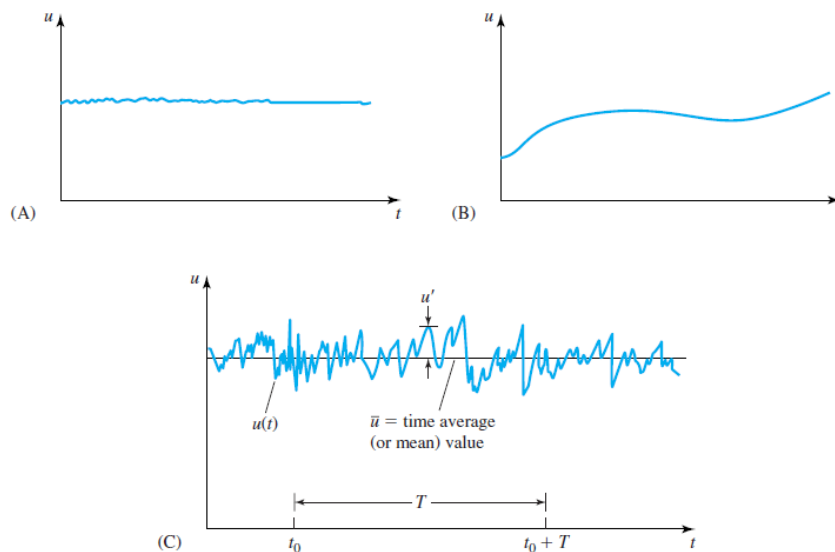 u
u
(A)
t
(B)
u
u′
u(t)
u̅ = time average
(or mean) value
T
(C)
t₀
t₀ + T
t